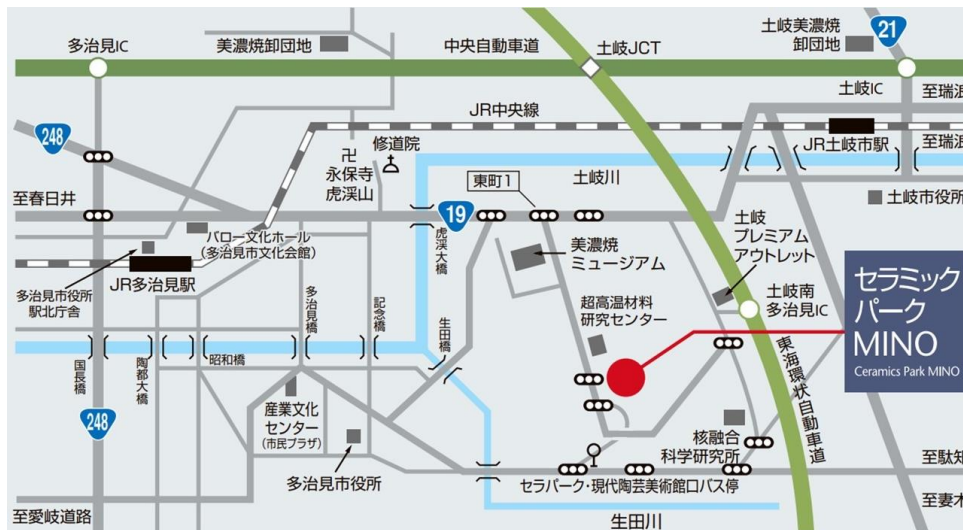 多治見IC
美濃焼卸団地
中央自動車道
土岐JCT
土岐美濃焼
卸団地
21
土岐IC
至瑞浪
248
JR中央線
JR土岐市駅
至瑞浪
修道院
卍
永保寺
虎渓山
東町1
土岐川
土岐市役所
至春日井
19
バロー文化ホール
(多治見市文化会館)
虎渓大橋
美濃焼
ミュージアム
土岐
プレミアム
アウトレット
多治見市役所
駅北庁舎
JR多治見駅
多治見橋
記念橋
生田橋
超高温材料
研究センター
土岐南
多治見IC
セラミック
パーク
MINO
Ceramics Park MINO
国長橋
陶都大橋
昭和橋
東海環状自動車道
248
産業文化
センター
(市民プラザ)
核融合
科学研究所
多治見市役所
セラパーク・現代陶芸美術館口バス停
至駄知
至妻木
至愛岐道路
生田川